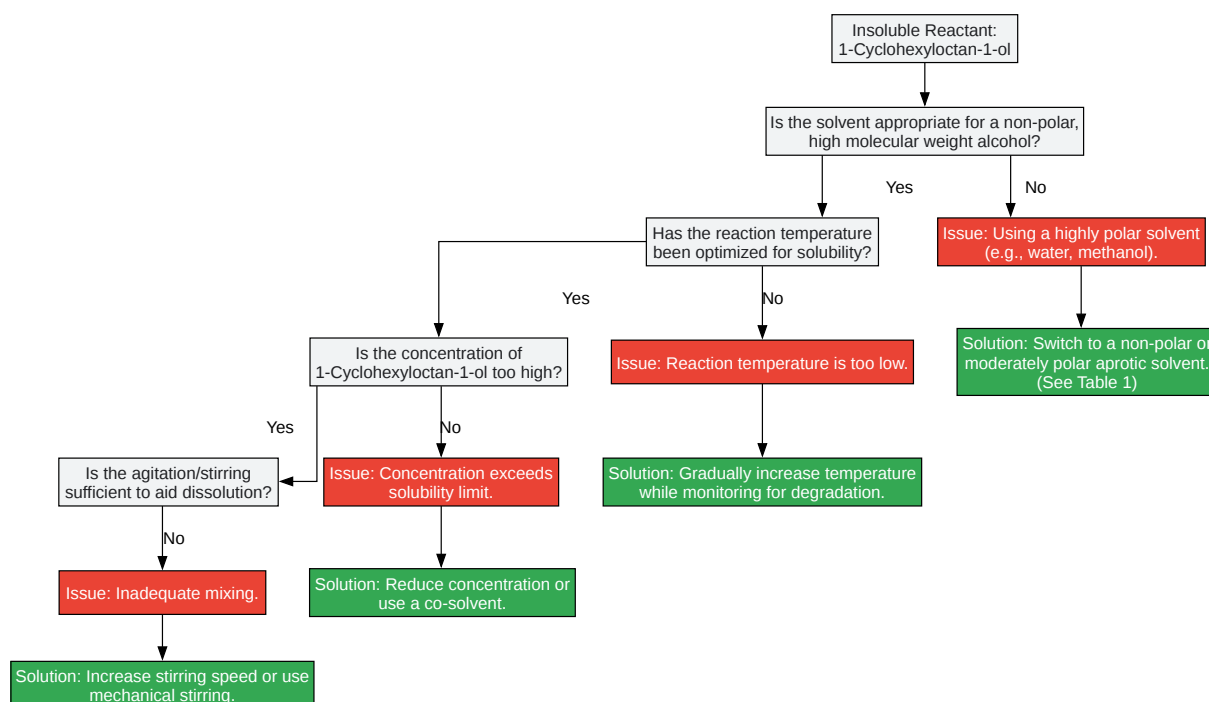 Insoluble Reactant:
1-Cyclohexyloctan-1-ol
Is the solvent appropriate for a non-polar,
high molecular weight alcohol?
Yes
No
Has the reaction temperature
been optimized for solubility?
Issue: Using a highly polar solvent
(e.g., water, methanol).
Yes
No
Is the concentration of
1-Cyclohexyloctan-1-ol too high?
Issue: Reaction temperature is too low.
Solution: Switch to a non-polar or
moderately polar aprotic solvent.
(See Table 1)
Yes
No
Is the agitation/stirring
sufficient to aid dissolution?
Issue: Concentration exceeds
solubility limit.
Solution: Gradually increase temperature
while monitoring for degradation.
No
Issue: Inadequate mixing.
Solution: Reduce concentration or
use a co-solvent.
Solution: Increase stirring speed or use
mechanical stirring.